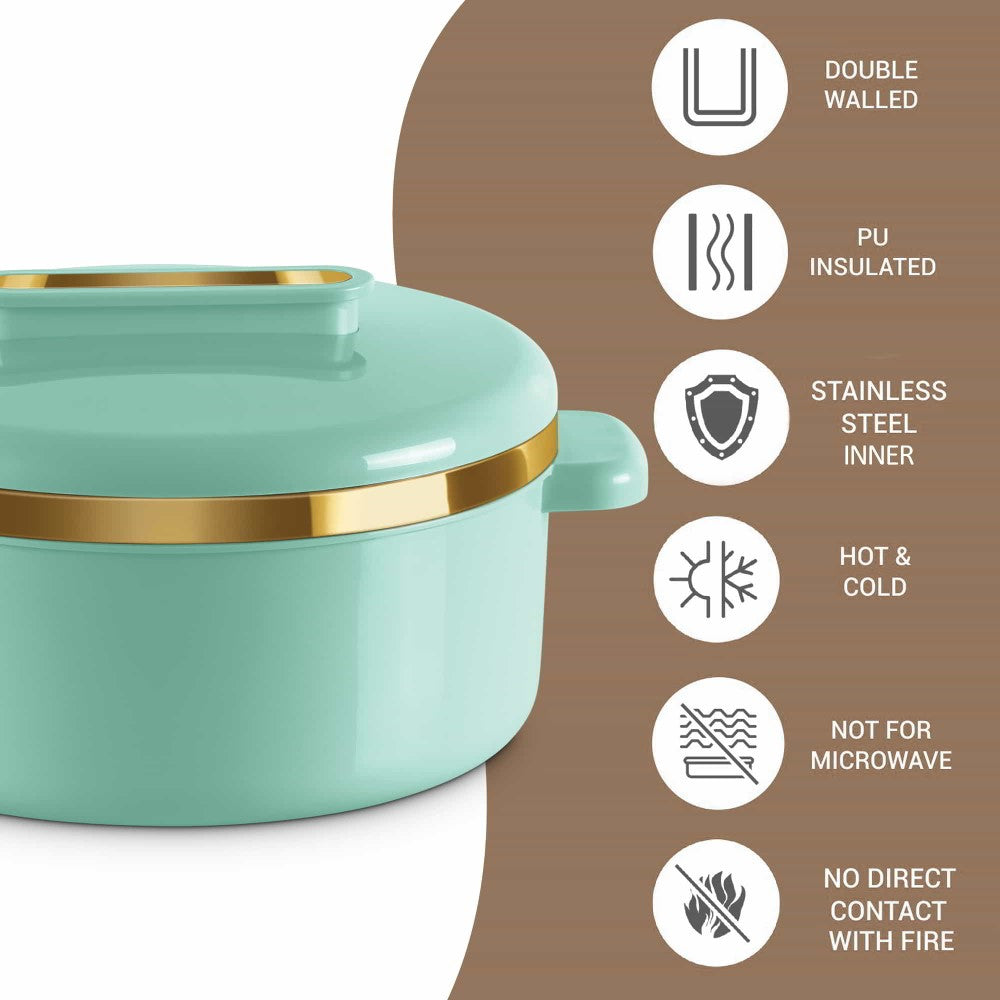 DOUBLE
WALLED
PU
INSULATED
STAINLESS
STEEL
INNER
HOT &
COLD
NOT FOR
MICROWAVE
NO DIRECT
CONTACT
WITH FIRE